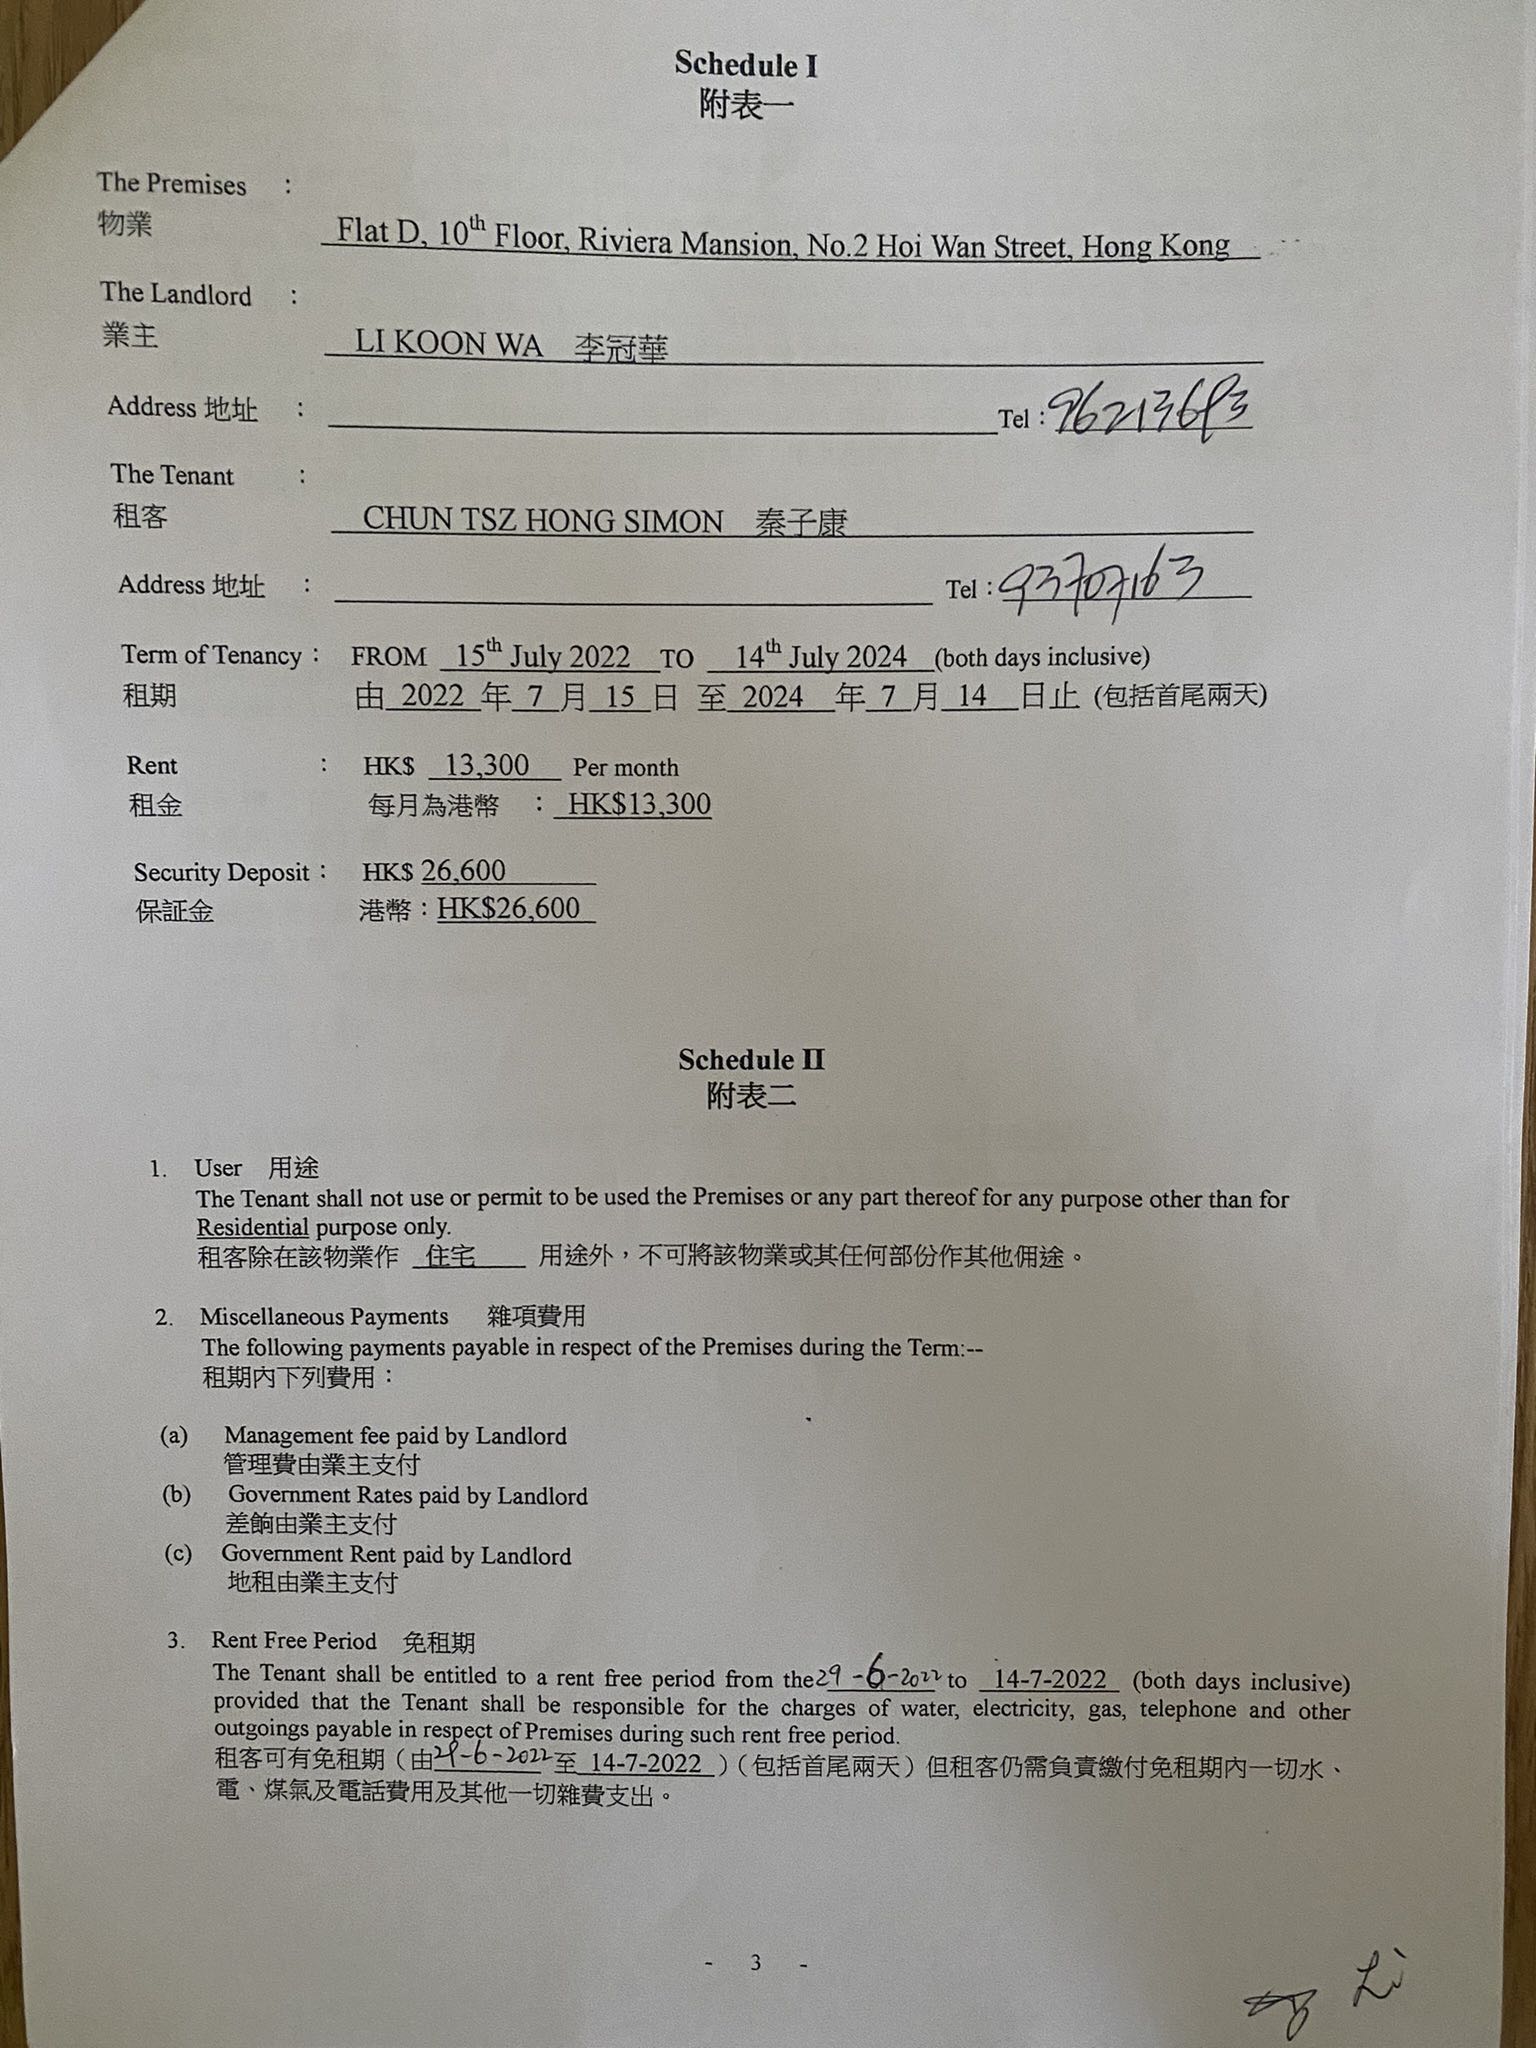 Schedule I
附表一
The Premises :
物業 Flat D, 10th Floor, Riviera Mansion, No.2 Hoi Wan Street, Hong Kong
The Landlord :
業主 LI KOON WA 李冠華
Address 地址 : Tel : 96213693
The Tenant :
租客 CHUN TSZ HONG SIMON 秦子康
Address 地址 : Tel : 93707163
Term of Tenancy : FROM 15th July 2022 TO 14th July 2024 (both days inclusive)
租期 由 2022 年 7 月 15 日 至 2024 年 7 月 14 日止 (包括首尾兩天)
Rent : HK$ 13,300 Per month
租金 每月為港幣 : HK$13,300
Security Deposit : HK$ 26,600
保証金 港幣：HK$26,600
Schedule II
附表二
1. User 用途
The Tenant shall not use or permit to be used the Premises or any part thereof for any purpose other than for
Residential purpose only.
租客除在該物業作 住宅 用途外，不可將該物業或其任何部份作其他佣途。
2. Miscellaneous Payments 雜項費用
The following payments payable in respect of the Premises during the Term:--
租期內下列費用：
(a) Management fee paid by Landlord
管理費由業主支付
(b) Government Rates paid by Landlord
差餉由業主支付
(c) Government Rent paid by Landlord
地租由業主支付
3. Rent Free Period 免租期
The Tenant shall be entitled to a rent free period from the 29-6-2022 to 14-7-2022 (both days inclusive)
provided that the Tenant shall be responsible for the charges of water, electricity, gas, telephone and other
outgoings payable in respect of Premises during such rent free period.
租客可有免租期（由29-6-2022至 14-7-2022 ）（包括首尾兩天）但租客仍需負責繳付免租期內一切水、
電、煤氣及電話費用及其他一切雜費支出。
- 3 -
Li